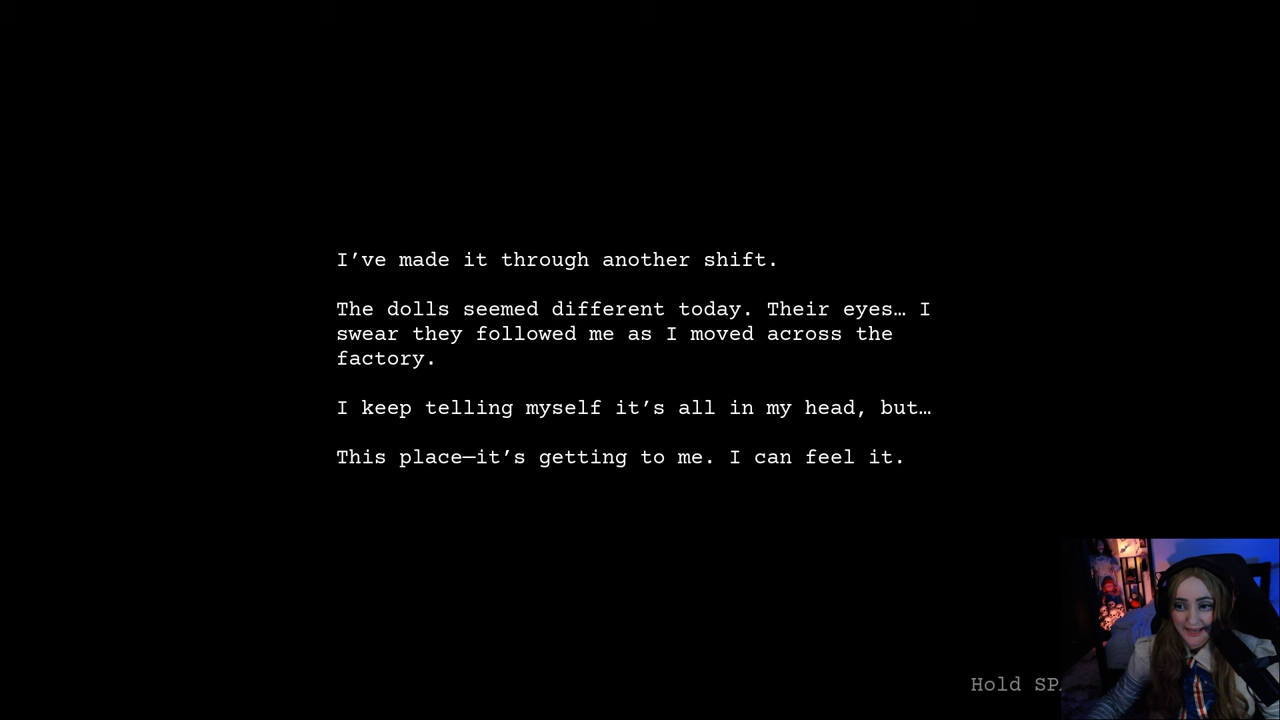 I’ve made it through another shift.
The dolls seemed different today. Their eyes… I
swear they followed me as I moved across the
factory.
I keep telling myself it’s all in my head, but…
This place—it’s getting to me. I can feel it.
Hold